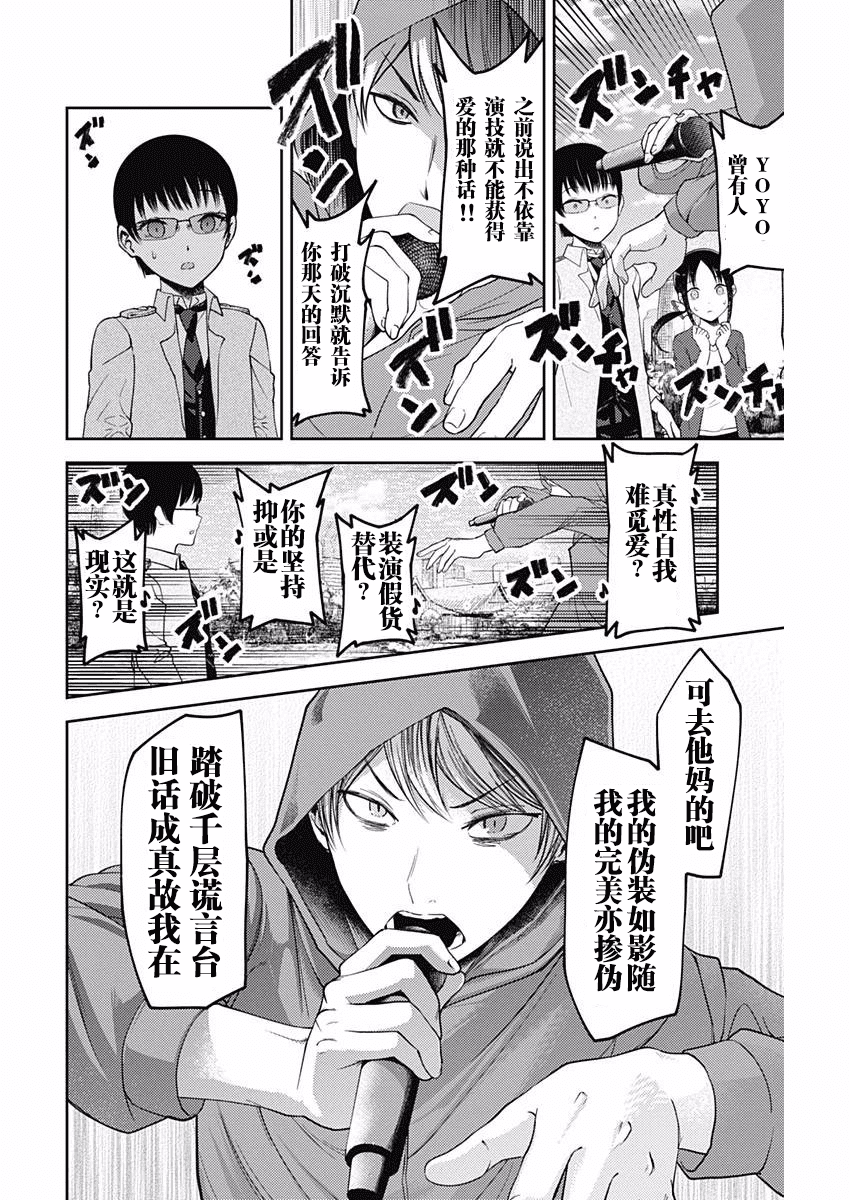 YOYO
曾有人
ズンチャ
ズンチャ
ズンチャ
之前说出不依靠
演技就不能获得
爱的那种话!!
打破沉默就告诉
你那天的回答
ズン
ズン
ズン
ズン
真性自我
难觅爱?
装演假货
替代?
你的坚持
抑或是
这就是
现实?
ズン
ズン
ズン
ズン
ズン
可去他妈的吧
我的伪装如影随
我的完美亦掺伪
踏破千层谎言台
旧话成真故我在